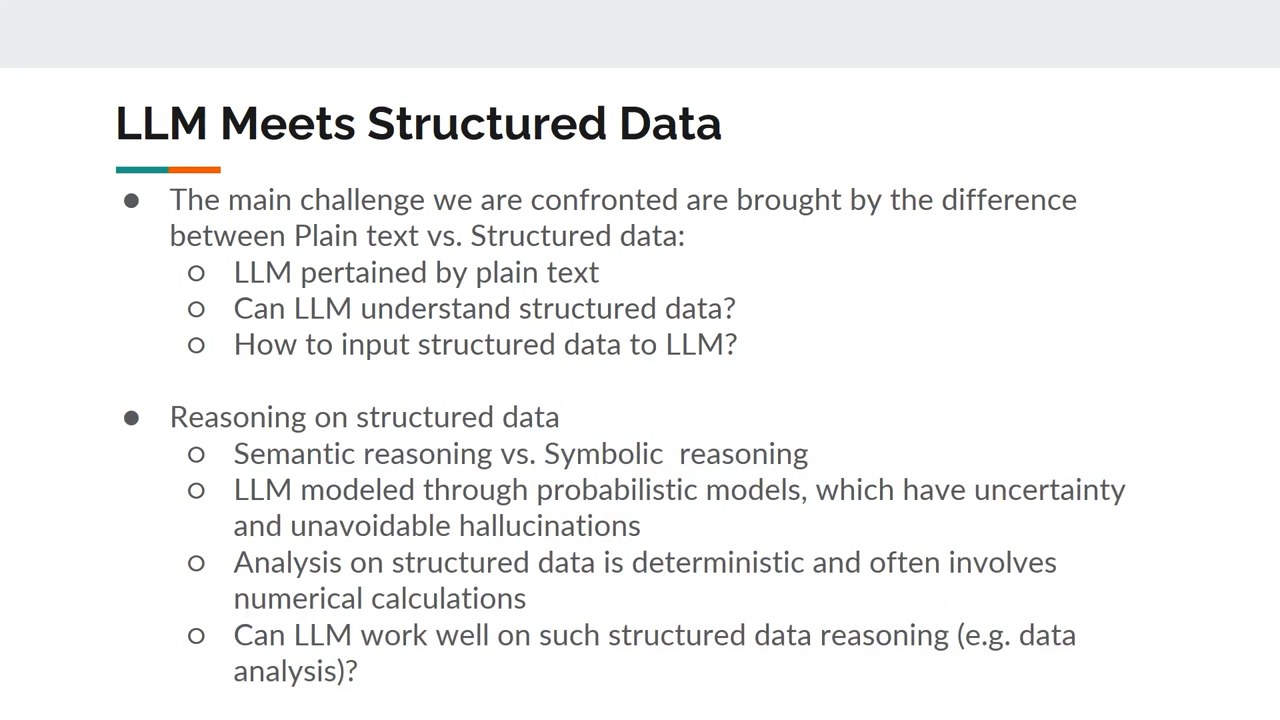 LLM Meets Structured Data
● The main challenge we are confronted are brought by the difference
between Plain text vs. Structured data:
○ LLM pertained by plain text
○ Can LLM understand structured data?
○ How to input structured data to LLM?
● Reasoning on structured data
○ Semantic reasoning vs. Symbolic  reasoning
○ LLM modeled through probabilistic models, which have uncertainty
and unavoidable hallucinations
○ Analysis on structured data is deterministic and often involves
numerical calculations
○ Can LLM work well on such structured data reasoning (e.g. data
analysis)?